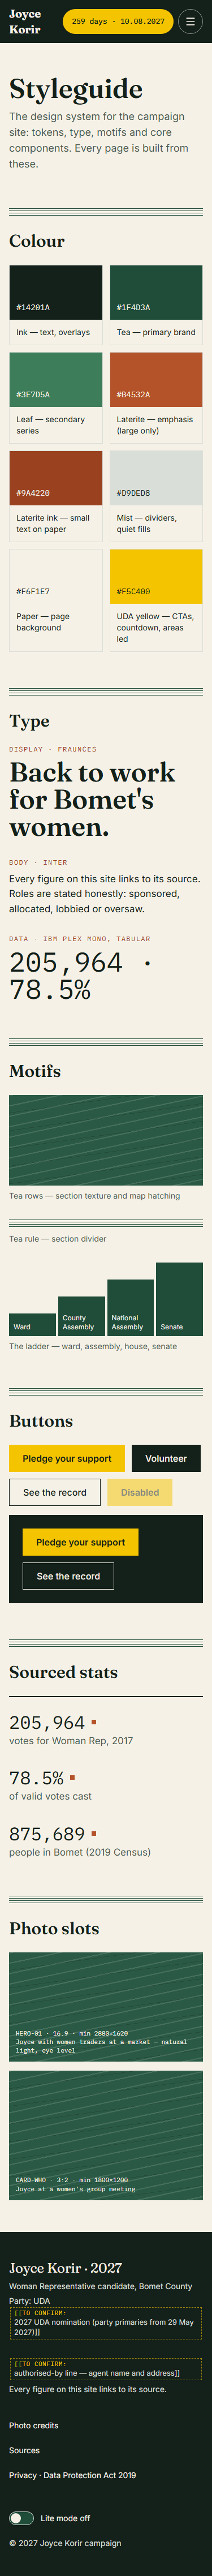 Joyce
Korir
259 days · 10.08.2027
Styleguide
The design system for the campaign
site: tokens, type, motifs and core
components. Every page is built from
these.
Colour
#14201A
Ink — text, overlays
#1F4D3A
Tea — primary brand
#3E7D5A
Leaf — secondary
series
#B4532A
Laterite — emphasis
(large only)
#9A4220
Laterite ink — small
text on paper
#D9DED8
Mist — dividers,
quiet fills
#F6F1E7
Paper — page
background
#F5C400
UDA yellow — CTAs,
countdown, areas
led
Type
DISPLAY · FRAUNCES
Back to work
for Bomet's
women.
BODY · INTER
Every figure on this site links to its source.
Roles are stated honestly: sponsored,
allocated, lobbied or oversaw.
DATA · IBM PLEX MONO, TABULAR
205,964 ·
78.5%
Motifs
Tea rows — section texture and map hatching
Tea rule — section divider
Ward
County
Assembly
National
Assembly
Senate
The ladder — ward, assembly, house, senate
Buttons
Pledge your support
Volunteer
See the record
Disabled
Pledge your support
See the record
Sourced stats
205,964
votes for Woman Rep, 2017
78.5%
of valid votes cast
875,689
people in Bomet (2019 Census)
Photo slots
HERO-01 · 16:9 · min 2880×1620
Joyce with women traders at a market — natural
light, eye level
CARD-WHO · 3:2 · min 1800×1200
Joyce at a women's group meeting
Joyce Korir · 2027
Woman Representative candidate, Bomet County
Party: UDA
[[TO CONFIRM:
2027 UDA nomination (party primaries from 29 May
2027)]]
[[TO CONFIRM:
authorised-by line — agent name and address]]
Every figure on this site links to its source.
Photo credits
Sources
Privacy · Data Protection Act 2019
Lite mode off
© 2027 Joyce Korir campaign